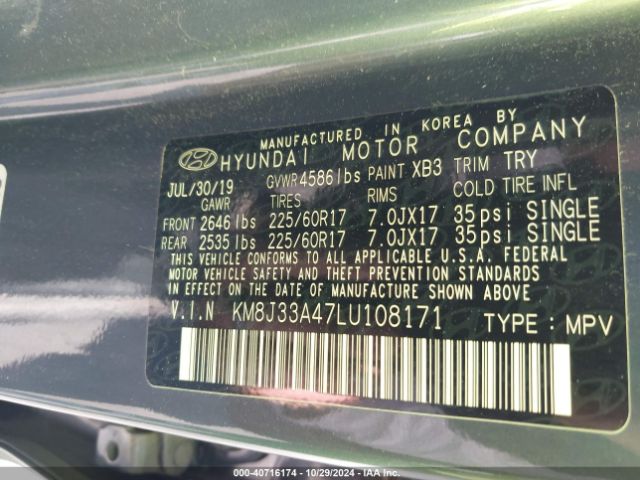 MANUFACTURED IN KOREA BY
HYUNDAI MOTOR COMPANY
JUL/30/19 GVWR 4586 lbs PAINT XB3 TRIM TRY
GAWR TIRES RIMS COLD TIRE INFL
FRONT 2646 lbs 225/60R17 7.0JX17 35 psi SINGLE
REAR 2535 lbs 225/60R17 7.0JX17 35 psi SINGLE
THIS VEHICLE CONFORMS TO ALL APPLICABLE U.S.A. FEDERAL
MOTOR VEHICLE SAFETY AND THEFT PREVENTION STANDARDS
IN EFFECT ON THE DATE OF MANUFACTURE SHOWN ABOVE.
V.I.N KM8J33A47LU108171 TYPE : MPV
000-40716174 - 10/29/2024 - IAA Inc.